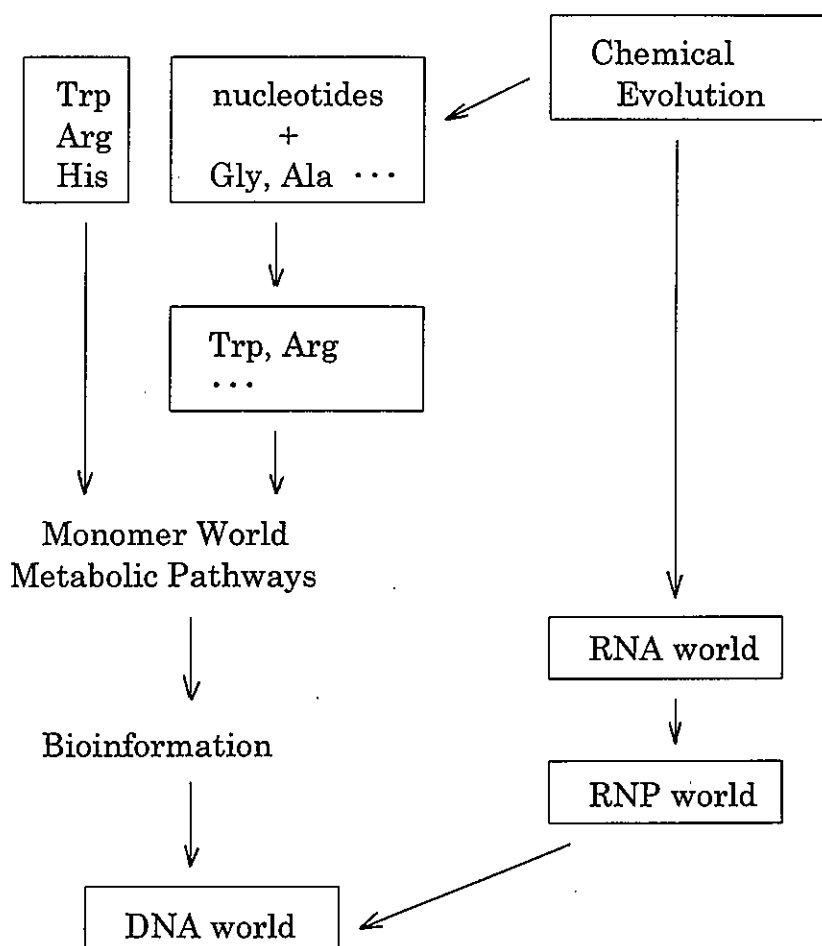 Trp
Arg
His
nucleotides
+
Gly, Ala ···
Chemical
Evolution
Trp, Arg
···
Monomer World
Metabolic Pathways
Bioinformation
RNA world
RNP world
DNA world